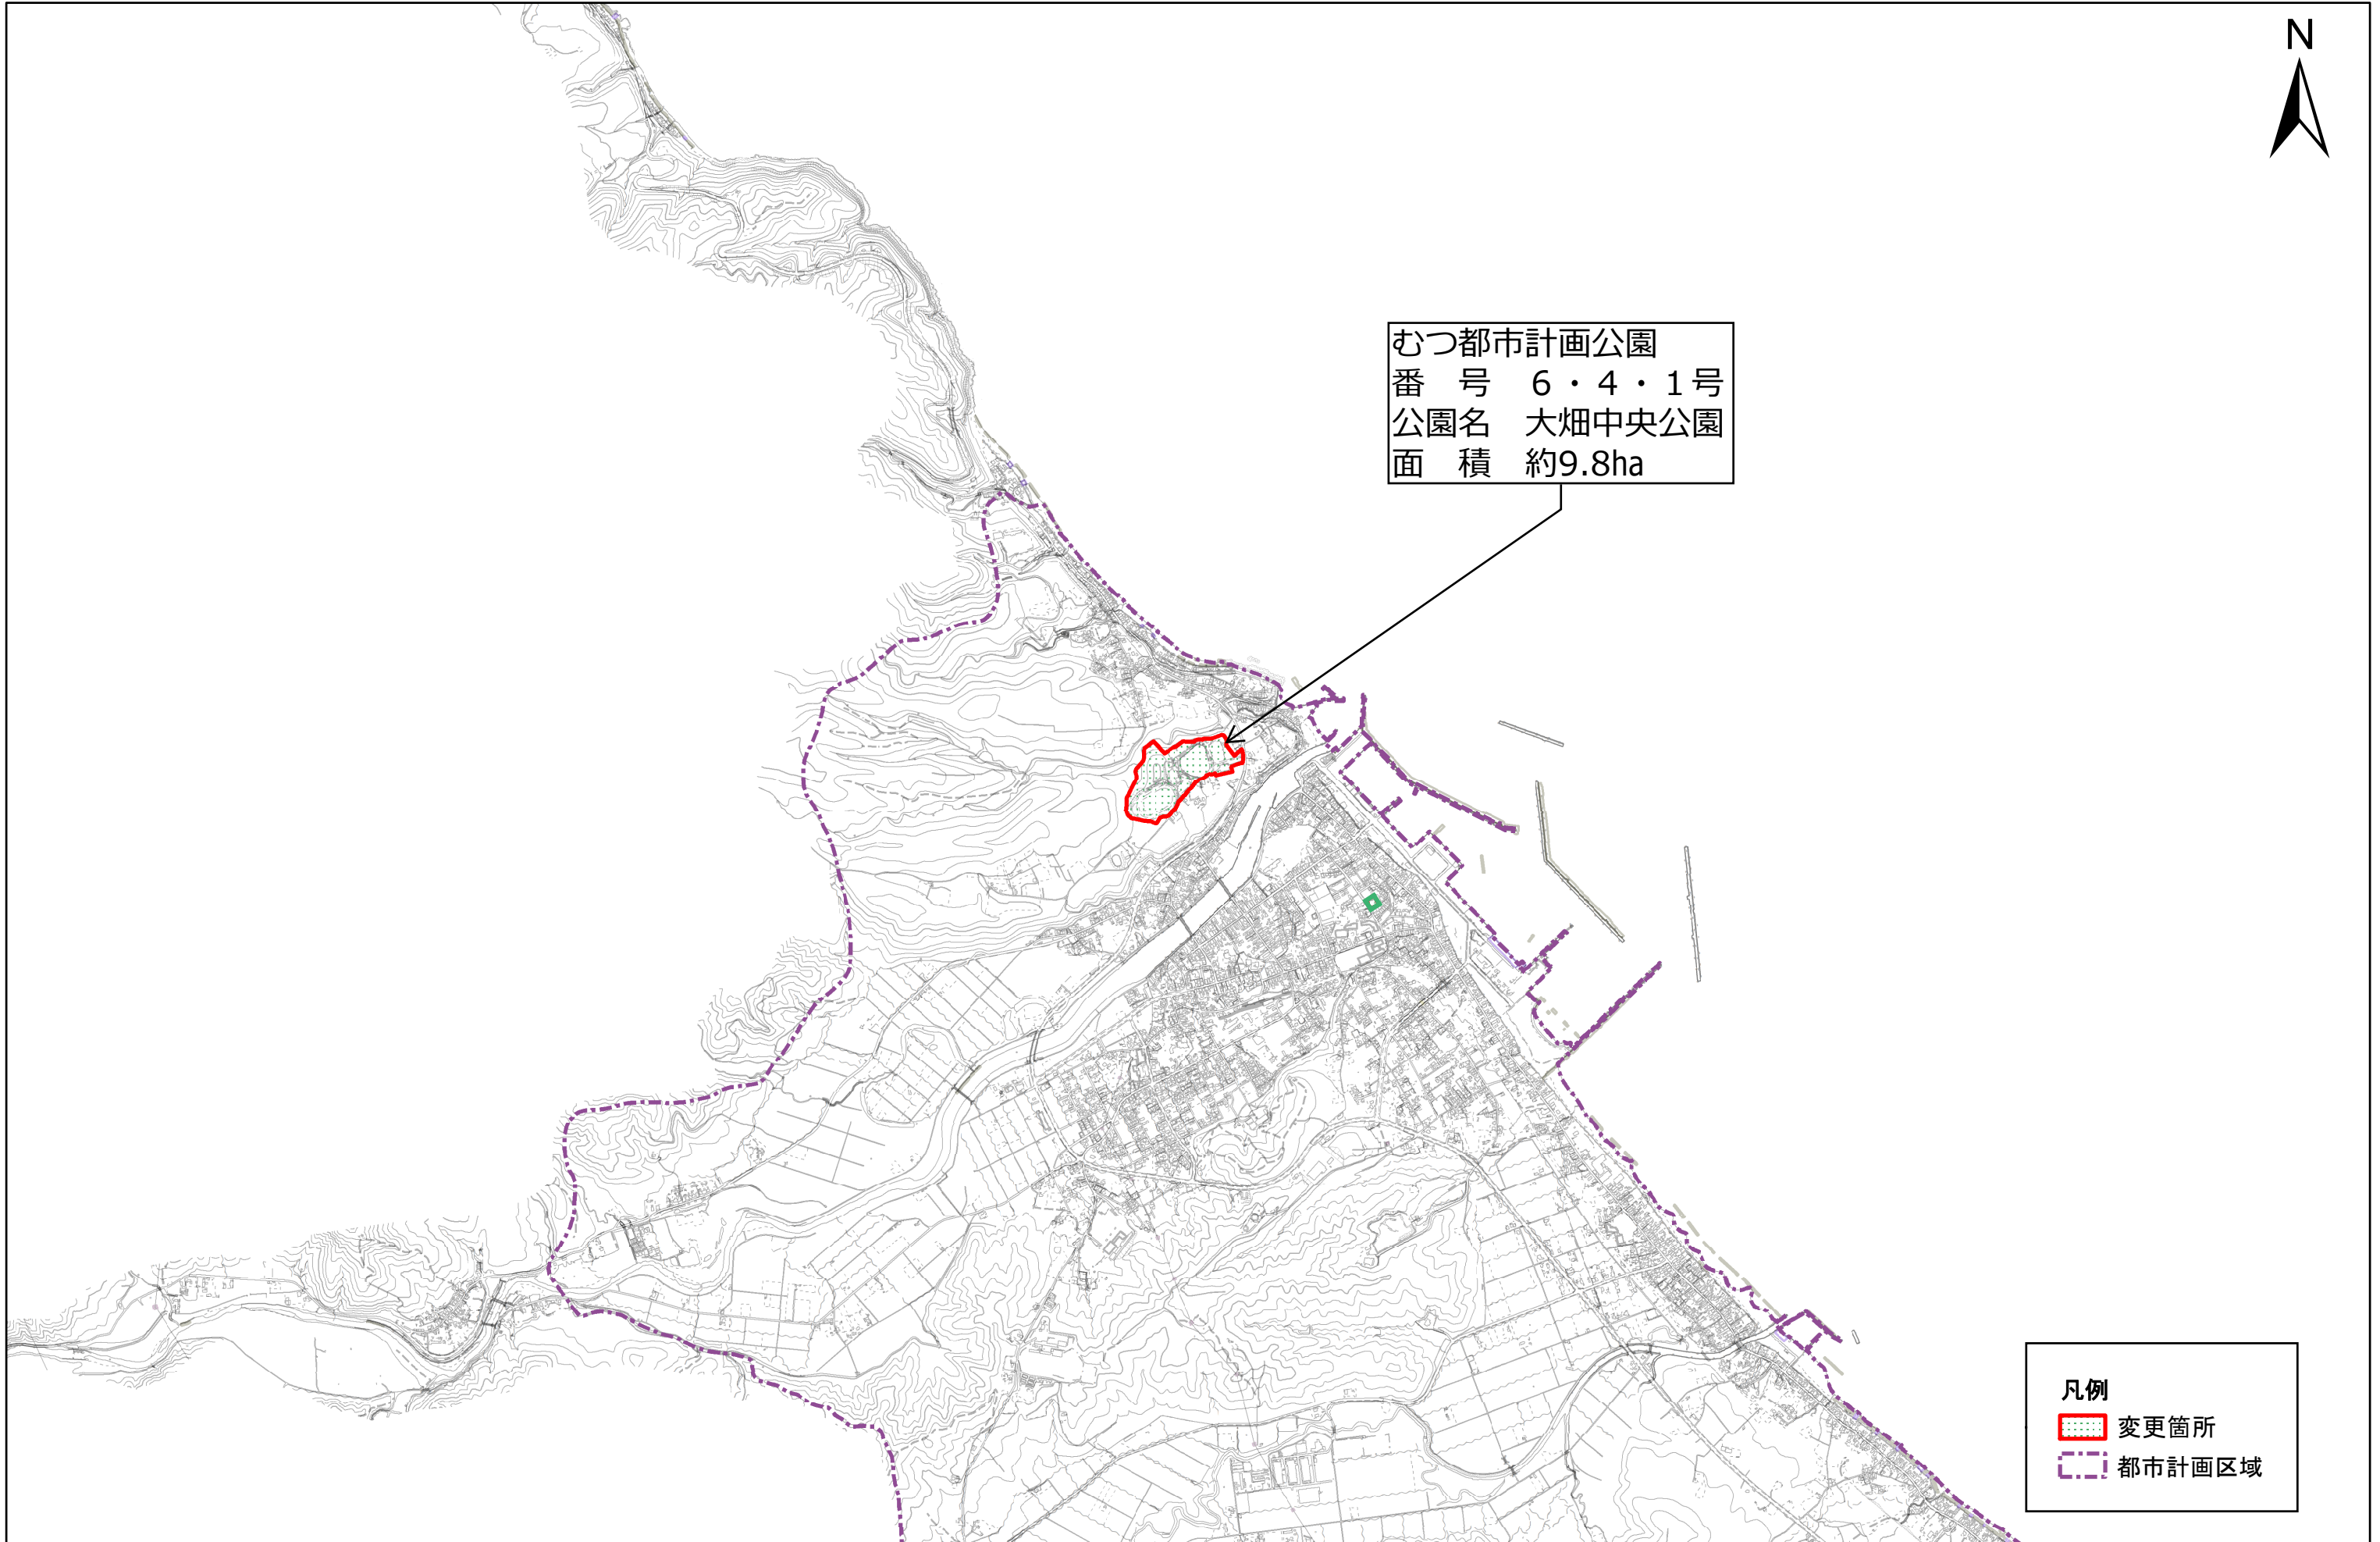 N
むつ都市計画公園
番　号　６・４・１号
公園名　大畑中央公園
面　積　約9.8ha
凡例
変更箇所
都市計画区域